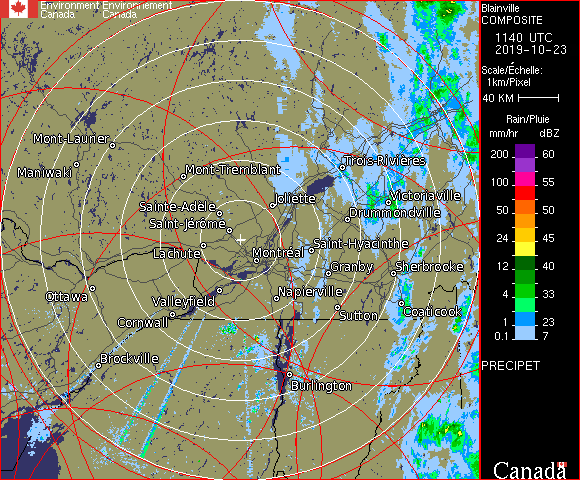 Environment Environnement
Canada Canada
Mont-Laurier
Maniwaki
Mont-Tremblant
Trois-Rivières
Sainte-Adèle
Joliette
Victoriaville
Drummondville
Saint-Jérôme
Lachute
Montréal
Saint-Hyacinthe
Granby
Sherbrooke
Ottawa
Valleyfield
Napierville
Cornwall
Sutton
Coaticook
Brockville
Burlington
Blainville
COMPOSITE
1140 UTC
2019-10-23
Scale/Échelle:
1km/Pixel
40 KM
Rain/Pluie
mm/hr dBZ
200 60
150 57
100 55
50 50
24 45
12 40
4 33
1 23
0.1 7
PRECIPET
Canada